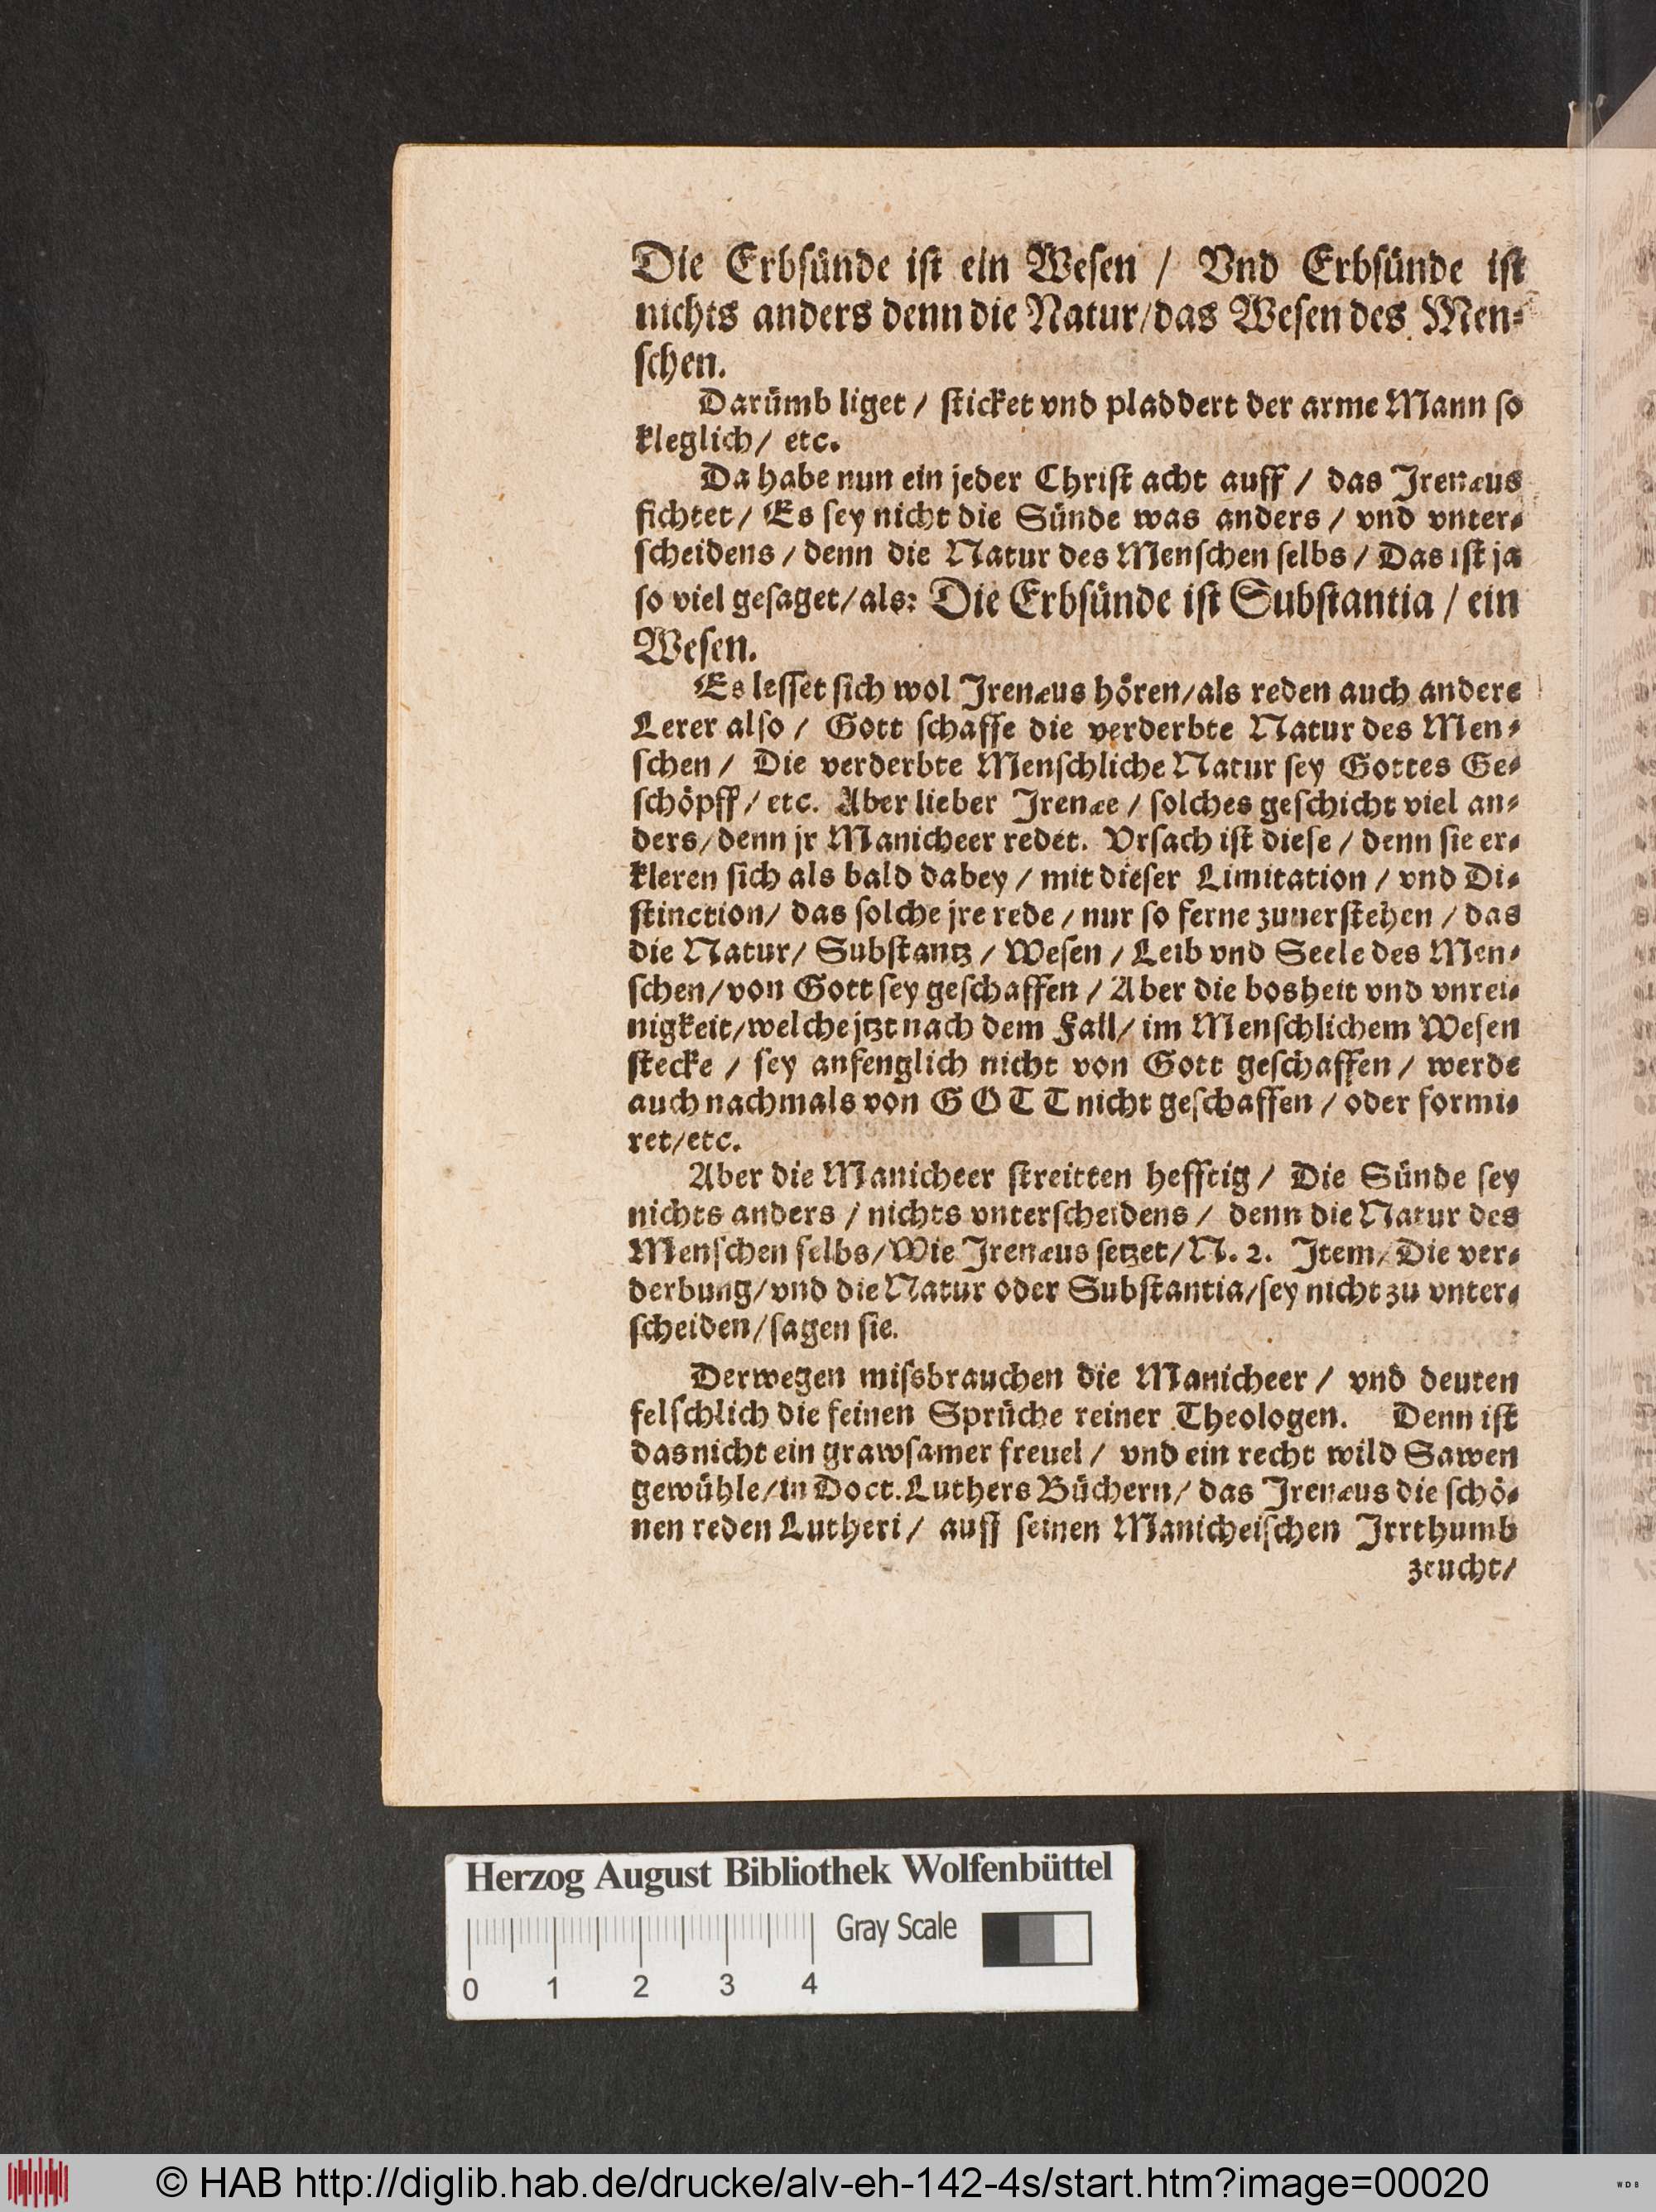 Die Erbſünde iſt ein Weſen / Vnd Erbſünde iſt
nichts anders denn die Natur/das Weſen des Men⸗
ſchen.
Darümb liget / ſticket vnd pladdert der arme Mann ſo
kleglich/ etc.
Da habe nun ein jeder Chriſt acht auff / das Irenæus
fichtet/ Es ſey nicht die Sünde was anders / vnd vnter⸗
ſcheidens / denn die Natur des Menſchen ſelbs / Das iſt ja
ſo viel geſaget/als: Die Erbſünde iſt Subſtantia / ein
Weſen.
Es leſſet ſich wol Irenæus hören/als reden auch andere
Lerer alſo / Gott ſchaffe die verderbte Natur des Men⸗
ſchen / Die verderbte Menſchliche Natur ſey Gottes Ge⸗
ſchöpff / etc. Aber lieber Irenæe / ſolches geſchicht viel an⸗
ders/denn jr Manicheer redet. Vrſach iſt dieſe / denn ſie er⸗
kleren ſich als bald dabey / mit dieſer Limitation / vnd Di⸗
ſtinction/ das ſolche jre rede / nur ſo ferne zuuerſtehen / das
die Natur/ Subſtantz / Weſen / Leib vnd Seele des Men⸗
ſchen/von Gott ſey geſchaffen / Aber die bosheit vnd vnrei⸗
nigkeit/welche jtzt nach dem Fall/ im Menſchlichem Weſen
ſtecke / ſey anfenglich nicht von Gott geſchaffen / werde
auch nachmals von GOTT nicht geſchaffen / oder formi⸗
ret/etc.
Aber die Manicheer ſtreitten hefftig / Die Sünde ſey
nichts anders / nichts vnterſcheidens / denn die Natur des
Menſchen ſelbs/Wie Irenæus ſetzet/N. 2. Item/Die ver⸗
derbung/vnd die Natur oder Subſtantia/ſey nicht zu vnter⸗
ſcheiden/ſagen ſie.
Derwegen miſsbrauchen die Manicheer / vnd deuten
felſchlich die feinen Sprüche reiner Theologen. Denn iſt
das nicht ein grawſamer freuel / vnd ein recht wild Sawen
gewühle/in Doct. Luthers Büchern/ das Irenæus die ſchö⸗
nen reden Lutheri / auff ſeinen Manicheiſchen Irrthumb
zeucht/
Herzog August Bibliothek Wolfenbüttel
Gray Scale
0 1 2 3 4
© HAB http://diglib.hab.de/drucke/alv-eh-142-4s/start.htm?image=00020
WDB